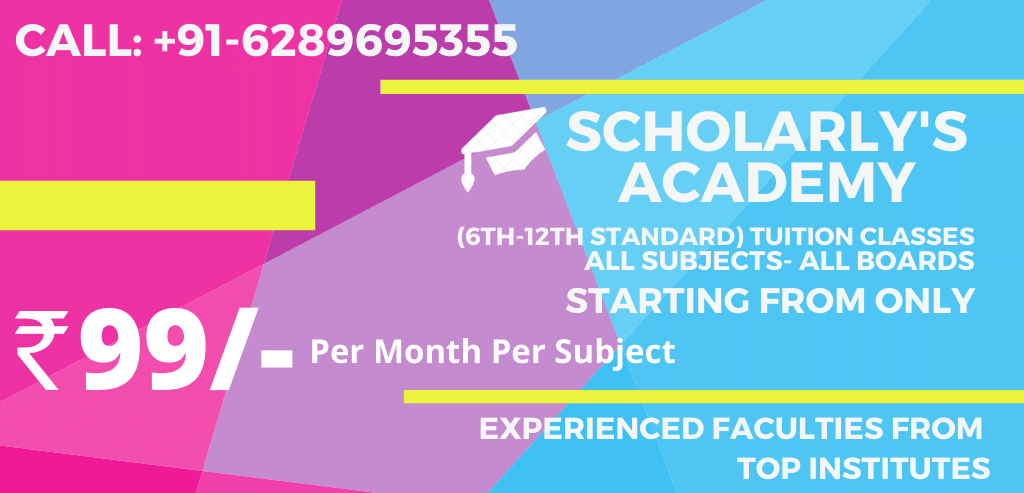 CALL: +91-6289695355
SCHOLARLY'S
ACADEMY
(6TH-12TH STANDARD) TUITION CLASSES
ALL SUBJECTS- ALL BOARDS
STARTING FROM ONLY
₹99/- Per Month Per Subject
EXPERIENCED FACULTIES FROM
TOP INSTITUTES